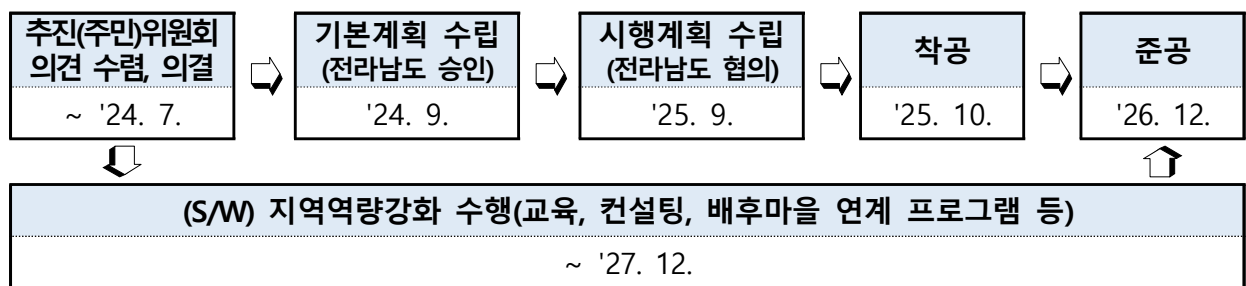 추진(주민)위원회
의견 수렴, 의결
~ '24. 7.
기본계획 수립
(전라남도 승인)
'24. 9.
시행계획 수립
(전라남도 협의)
'25. 9.
착공
'25. 10.
준공
'26. 12.
(S/W) 지역역량강화 수행(교육, 컨설팅, 배후마을 연계 프로그램 등)
~ '27. 12.